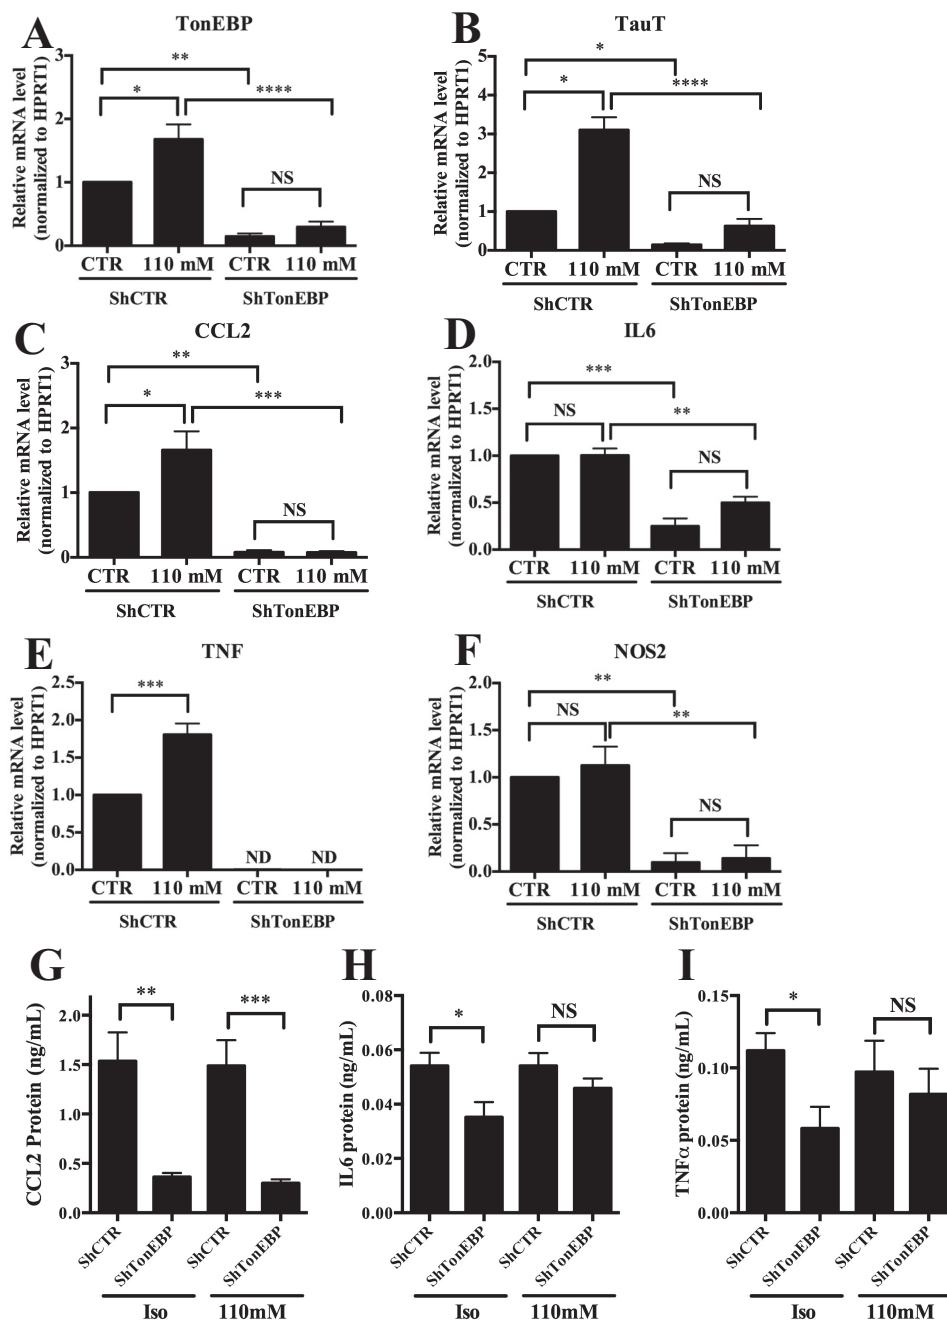 A
TonEBP
Relative mRNA level
(normalized to HPRT1)
3
2
1
0
**
*
****
NS
CTR 110 mM CTR 110 mM
ShCTR ShTonEBP
B
TauT
Relative mRNA level
(normalized to HPRT1)
5
4
3
2
1
0
*
*
****
NS
CTR 110 mM CTR 110 mM
ShCTR ShTonEBP
C
CCL2
Relative mRNA level
(normalized to HPRT1)
3
2
1
0
**
*
***
NS
CTR 110 mM CTR 110 mM
ShCTR ShTonEBP
D
IL6
Relative mRNA level
(normalized to HPRT1)
2.0
1.5
1.0
0.5
0.0
***
NS
**
NS
CTR 110 mM CTR 110 mM
ShCTR ShTonEBP
E
TNF
Relative mRNA level
(normalized to HPRT1)
2.5
2.0
1.5
1.0
0.5
0.0
***
ND ND
CTR 110 mM CTR 110 mM
ShCTR ShTonEBP
F
NOS2
Relative mRNA level
(normalized to HPRT1)
2.0
1.5
1.0
0.5
0.0
**
NS
**
NS
CTR 110 mM CTR 110 mM
ShCTR ShTonEBP
G
CCL2 Protein (ng/mL)
2.0
1.5
1.0
0.5
0.0
** ***
ShCTR ShTonEBP ShCTR ShTonEBP
Iso 110mM
H
IL6 protein (ng/mL)
0.08
0.06
0.04
0.02
0.00
* NS
ShCTR ShTonEBP ShCTR ShTonEBP
Iso 110mM
I
TNFα protein (ng/mL)
0.15
0.10
0.05
0.00
* NS
ShCTR ShTonEBP ShCTR ShTonEBP
Iso 110mM